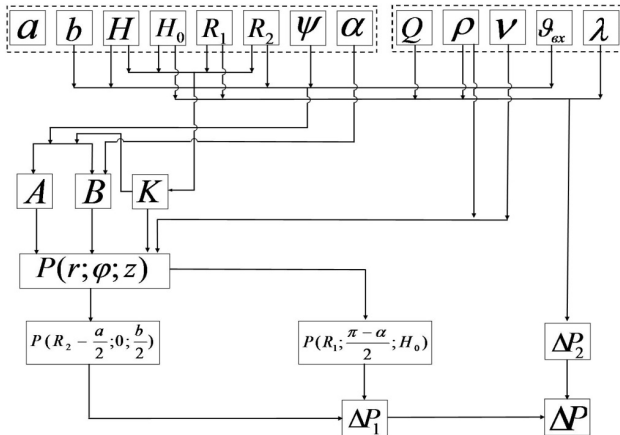 a b H H₀ R₁ R₂ ψ α Q ρ ν ϑвх λ
A B K
P(r;φ;z)
P(R₂ − a/2;0;b/2) P(R₁;(π − α)/2;H₀) ΔP₂
ΔP₁ ΔP